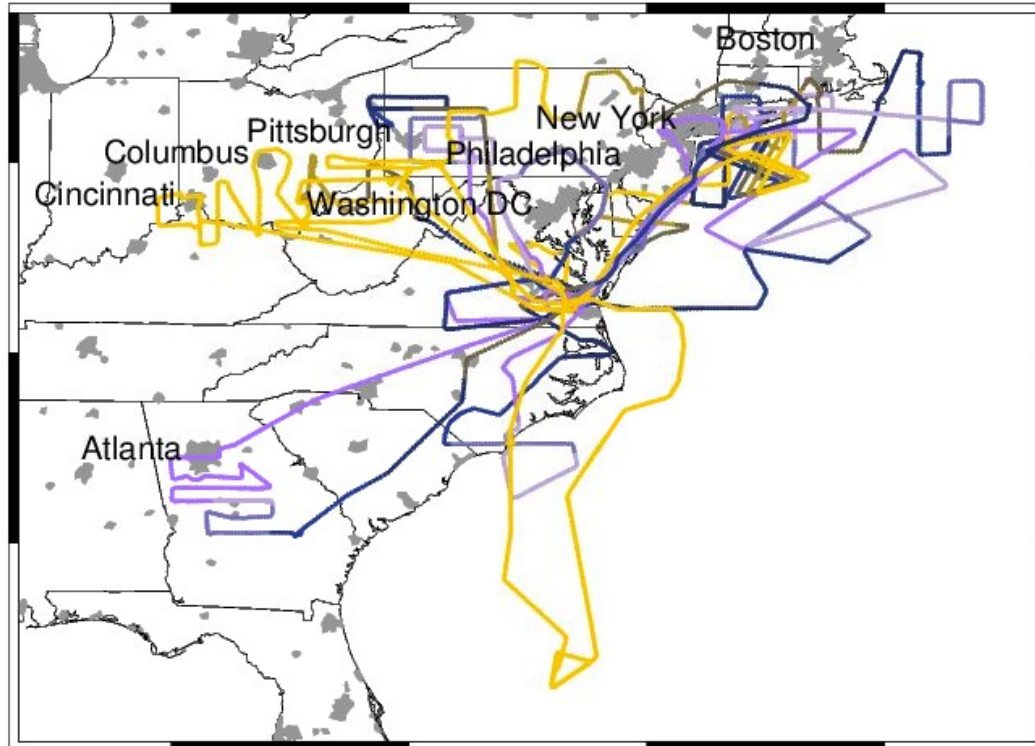 Boston
New York
Pittsburgh
Columbus
Philadelphia
Cincinnati
Washington DC
Atlanta